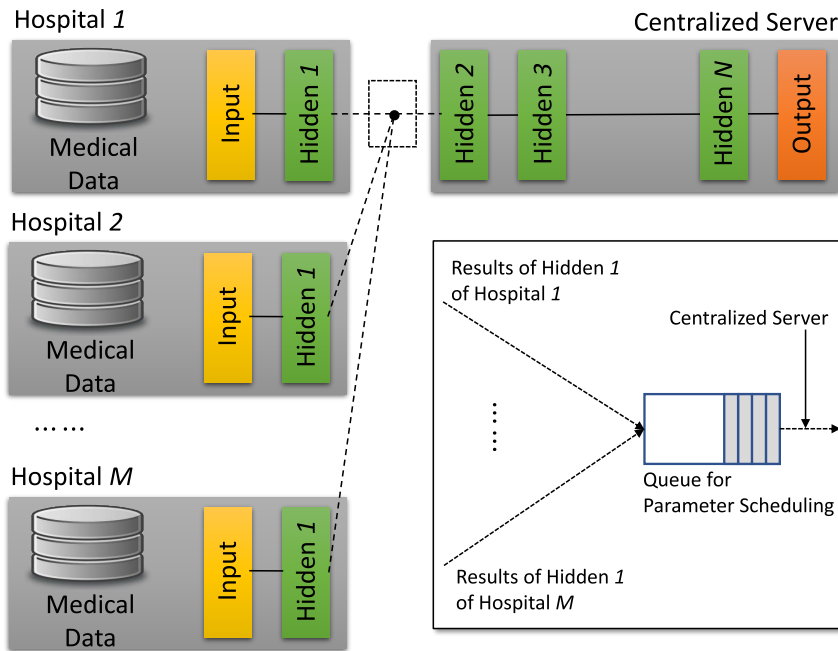 Hospital 1
Medical
Data
Input
Hidden 1
Centralized Server
Hidden 2
Hidden 3
Hidden N
Output
Hospital 2
Medical
Data
Input
Hidden 1
... ...
Hospital M
Medical
Data
Input
Hidden 1
Results of Hidden 1
of Hospital 1
Centralized Server
......
Queue for
Parameter Scheduling
Results of Hidden 1
of Hospital M